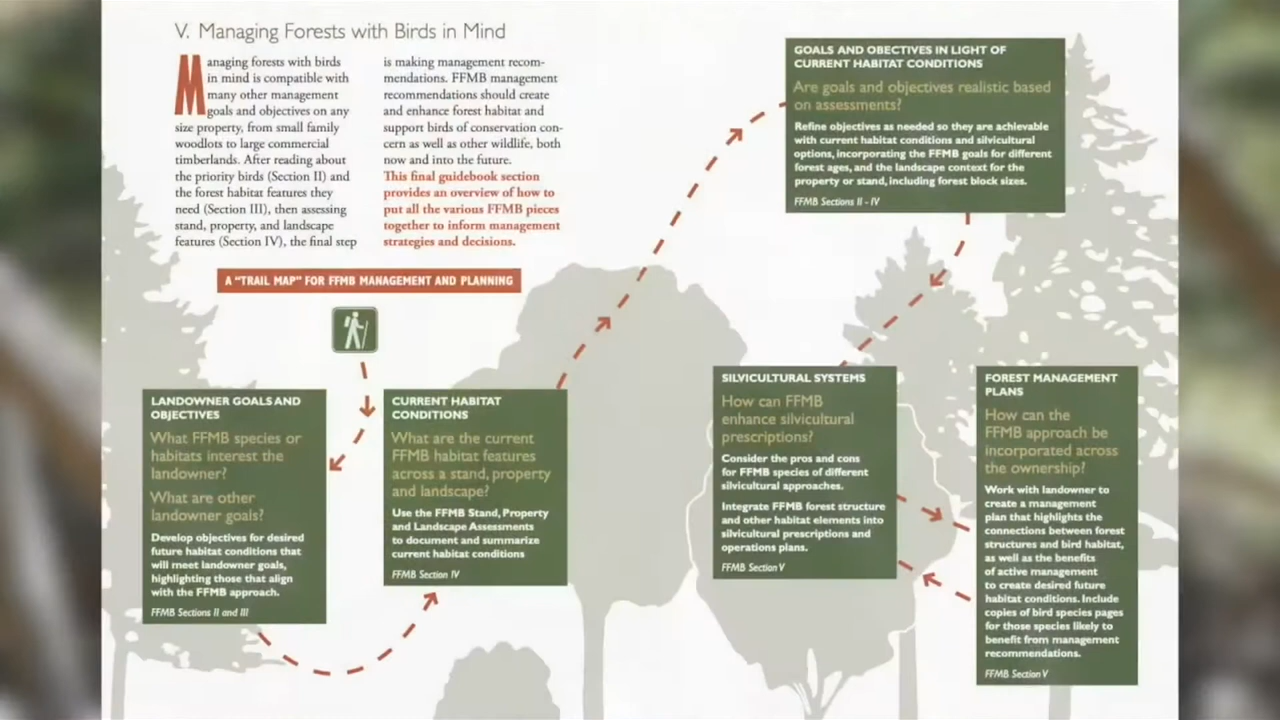 V. Managing Forests with Birds in Mind
Managing forests with birds
in mind is compatible with
many other management
goals and objectives on any
size property, from small family
woodlots to large commercial
timberlands. After reading about
the priority birds (Section II) and
the forest habitat features they
need (Section III), then assessing
stand, property, and landscape
features (Section IV), the final step
is making management recom-
mendations. FFMB management
recommendations should create
and enhance forest habitat and
support birds of conservation con-
cern as well as other wildlife, both
now and into the future.
This final guidebook section
provides an overview of how to
put all the various FFMB pieces
together to inform management
strategies and decisions.
A "TRAIL MAP" FOR FFMB MANAGEMENT AND PLANNING
LANDOWNER GOALS AND
OBJECTIVES
What FFMB species or
habitats interest the
landowner?
What are other
landowner goals?
Develop objectives for desired
future habitat conditions that
will meet landowner goals,
highlighting those that align
with the FFMB approach.
FFMB Sections II and III
CURRENT HABITAT
CONDITIONS
What are the current
FFMB habitat features
across a stand, property
and landscape?
Use the FFMB Stand, Property
and Landscape Assessments
to document and summarize
current habitat conditions
FFMB Section IV
GOALS AND OBECTIVES IN LIGHT OF
CURRENT HABITAT CONDITIONS
Are goals and objectives realistic based
on assessments?
Refine objectives as needed so they are achievable
with current habitat conditions and silvicultural
options, incorporating the FFMB goals for different
forest ages, and the landscape context for the
property or stand, including forest block sizes.
FFMB Sections II - IV
SILVICULTURAL SYSTEMS
How can FFMB
enhance silvicultural
prescriptions?
Consider the pros and cons
for FFMB species of different
silvicultural approaches.
Integrate FFMB forest structure
and other habitat elements into
silvicultural prescriptions and
operations plans.
FFMB Section V
FOREST MANAGEMENT
PLANS
How can the
FFMB approach be
incorporated across
the ownership?
Work with landowner to
create a management
plan that highlights the
connections between forest
structures and bird habitat,
as well as the benefits
of active management
to create desired future
habitat conditions. Include
copies of bird species pages
for those species likely to
benefit from management
recommendations.
FFMB Section V